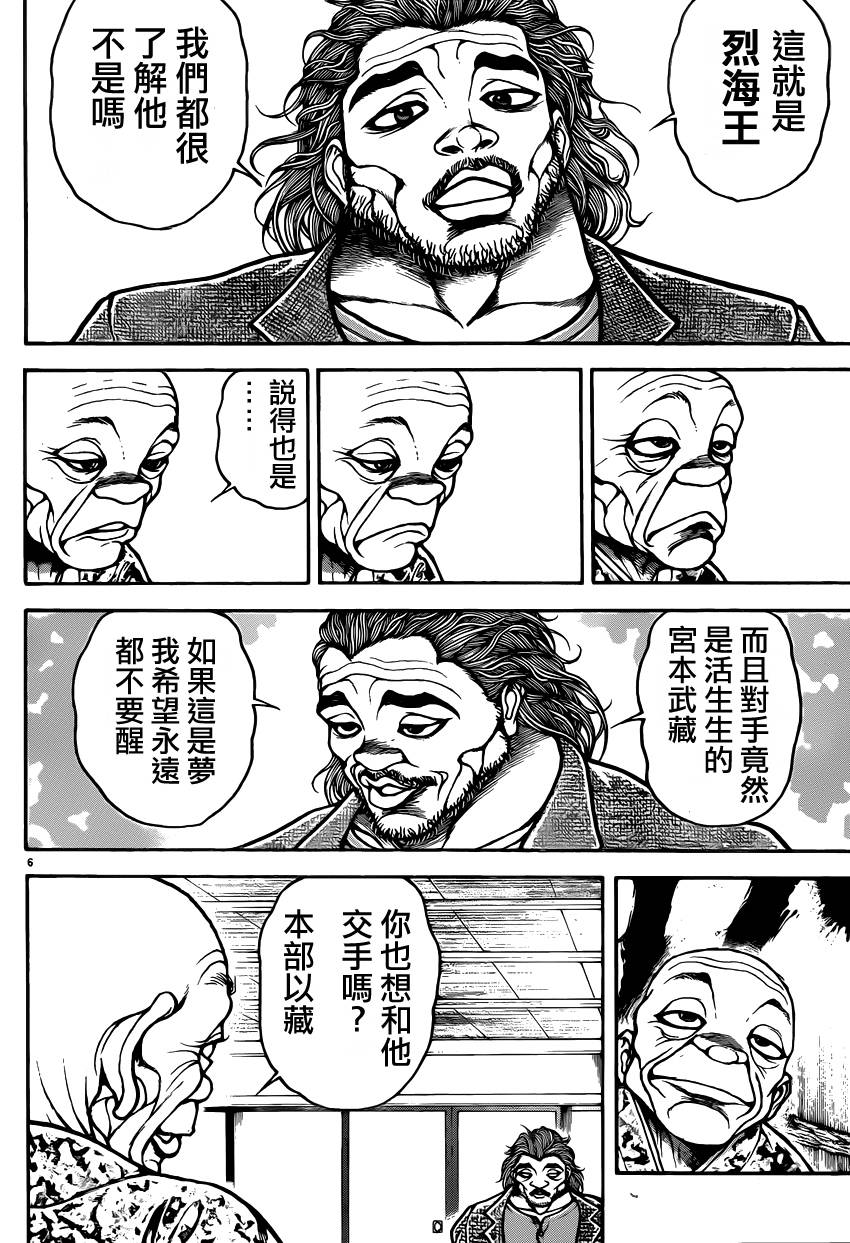 這就是
烈海王
我們都很
了解他
不是嗎
説得也是
……
而且對手竟然
是活生生的
宮本武藏
如果這是夢
我希望永遠
都不要醒
6
你也想和他
交手嗎？
本部以藏